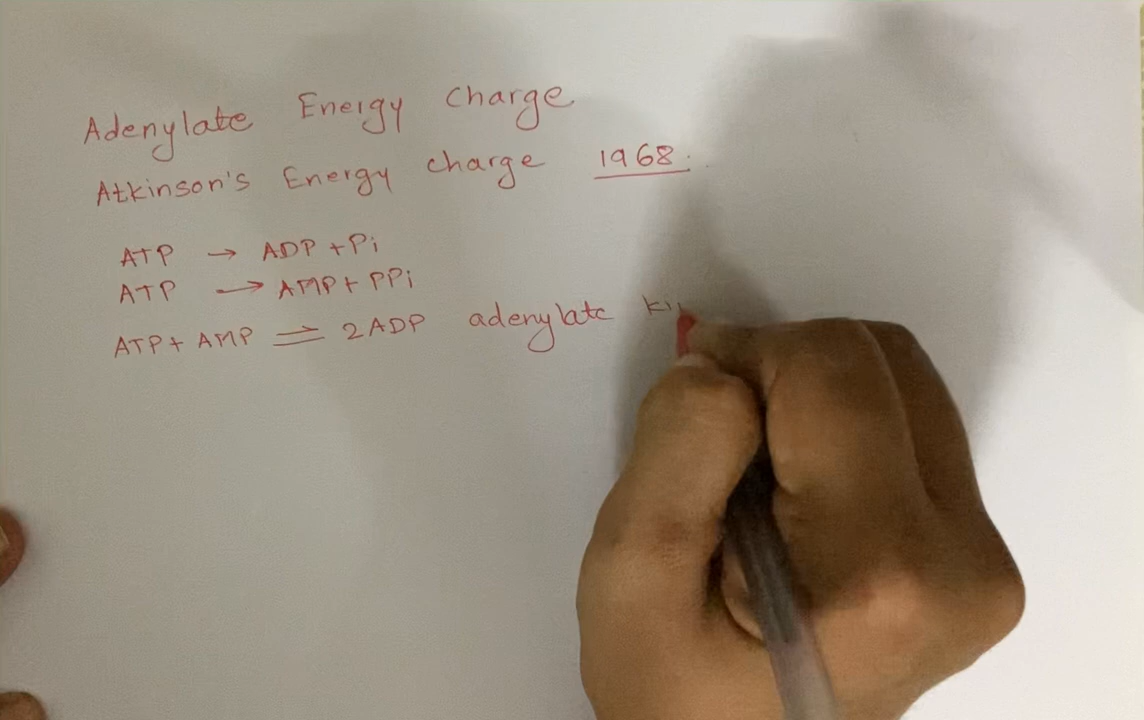 Adenylate Energy charge
Atkinson's Energy charge 1968.
ATP → ADP + Pi
ATP → AMP + PPi
ATP + AMP ⇌ 2ADP adenylate